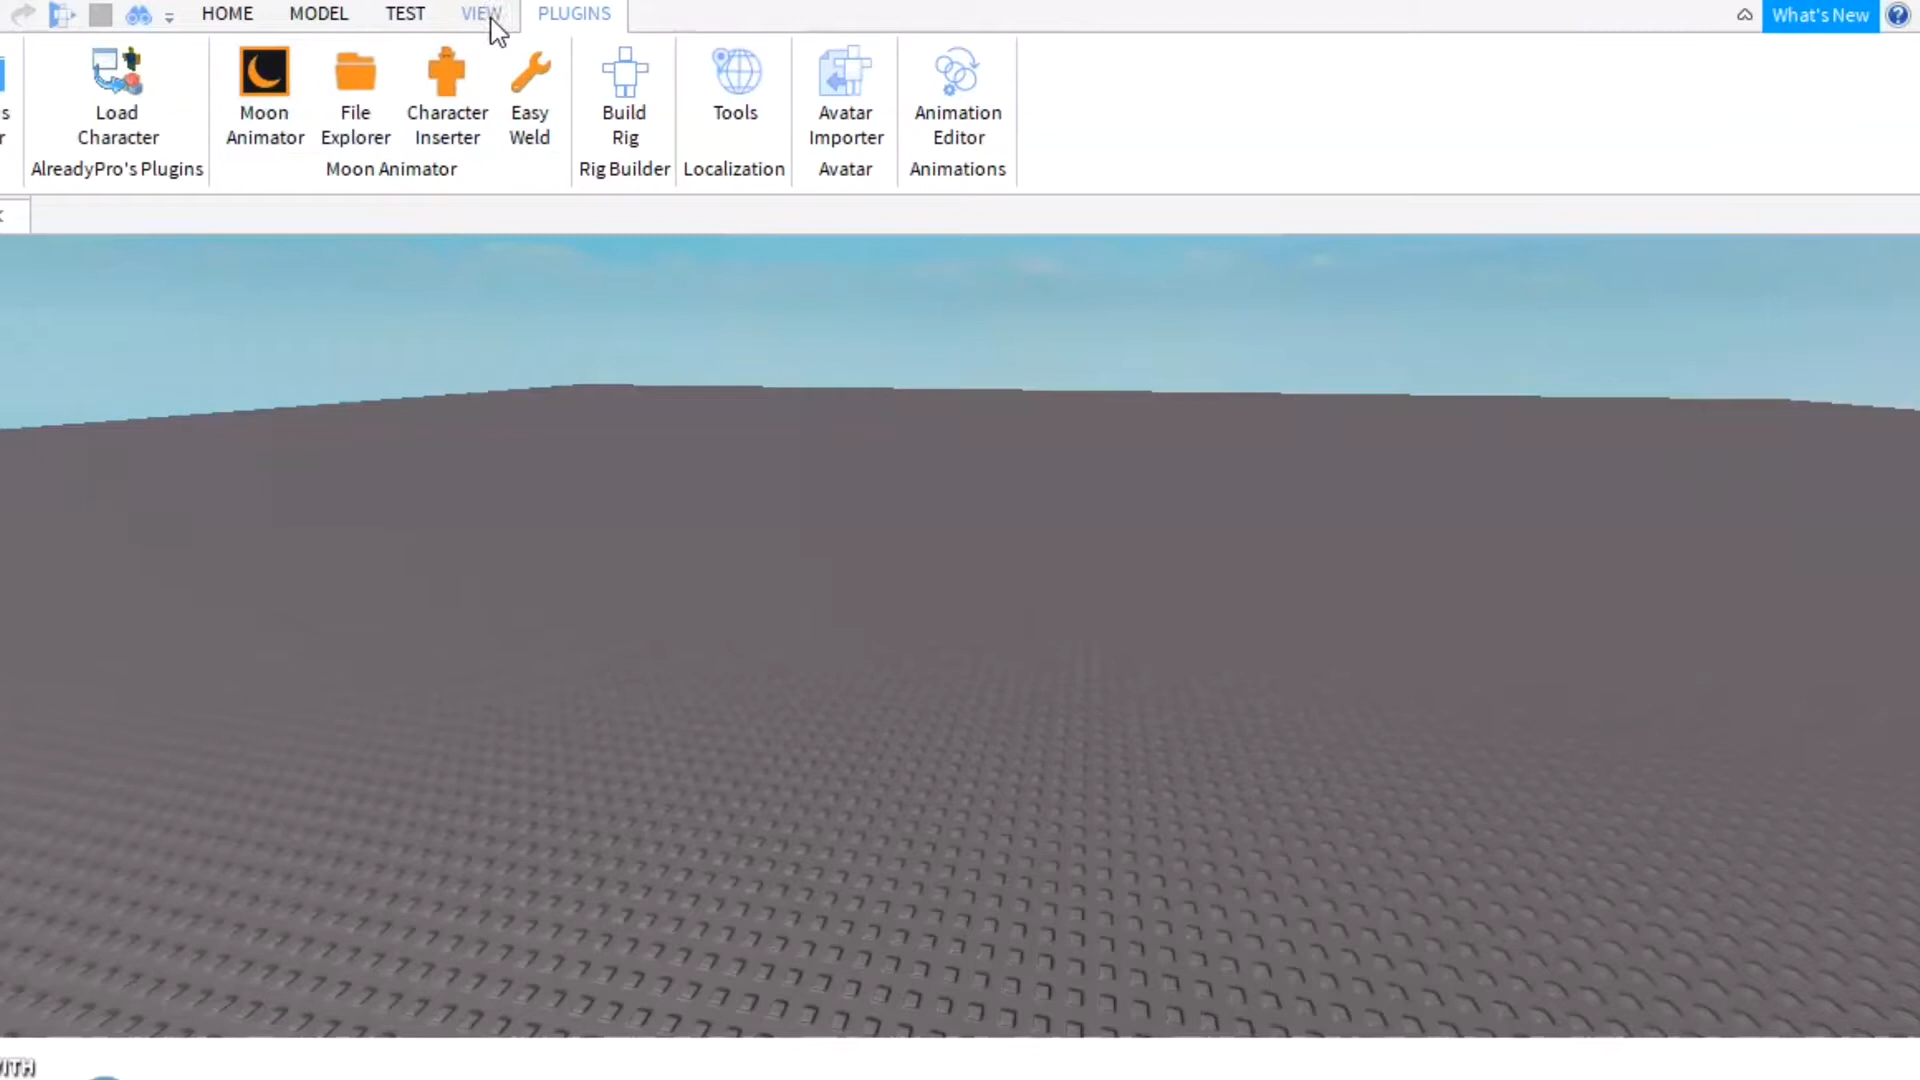 HOME MODEL TEST VIEW PLUGINS What's New ?
s Load Moon File Character Easy Build Tools Avatar Animation
r Character Animator Explorer Inserter Weld Rig Importer Editor
AlreadyPro's Plugins Moon Animator Rig Builder Localization Avatar Animations